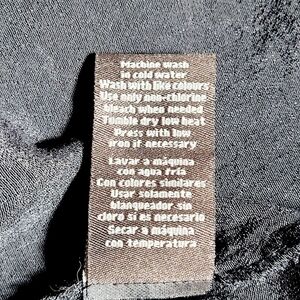 Machine wash
in cold water
Wash with like colours
Use only non-chlorine
bleach when needed
Tumble dry low heat
Press with low
iron if necessary
Lavar a máquina
con agua fría
Con colores similares
Usar solamente
blanqueador sin
cloro si es necesario
Secar a máquina
con temperatura